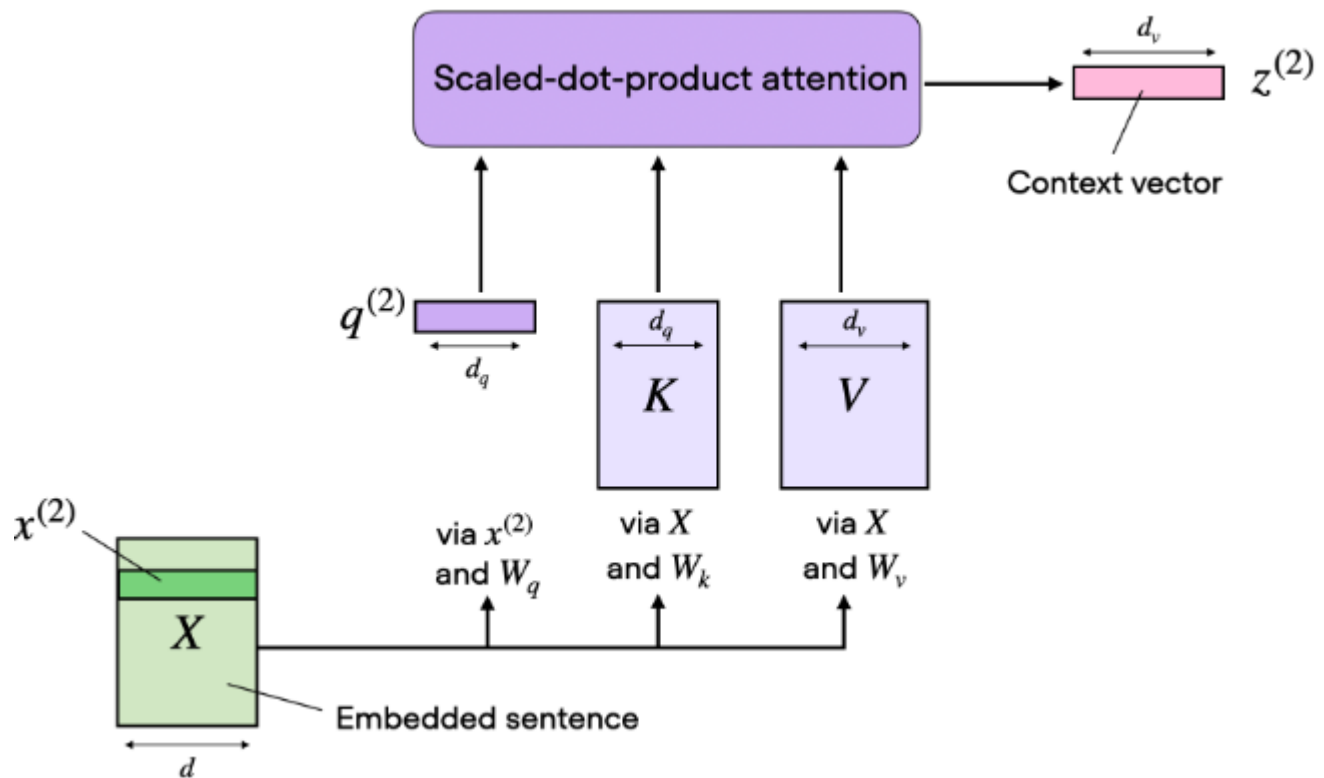 d_v
Scaled-dot-product attention
z^(2)
Context vector
q^(2)
d_q
d_q
K
d_v
V
x^(2)
via x^(2)
and W_q
via X
and W_k
via X
and W_v
X
Embedded sentence
d